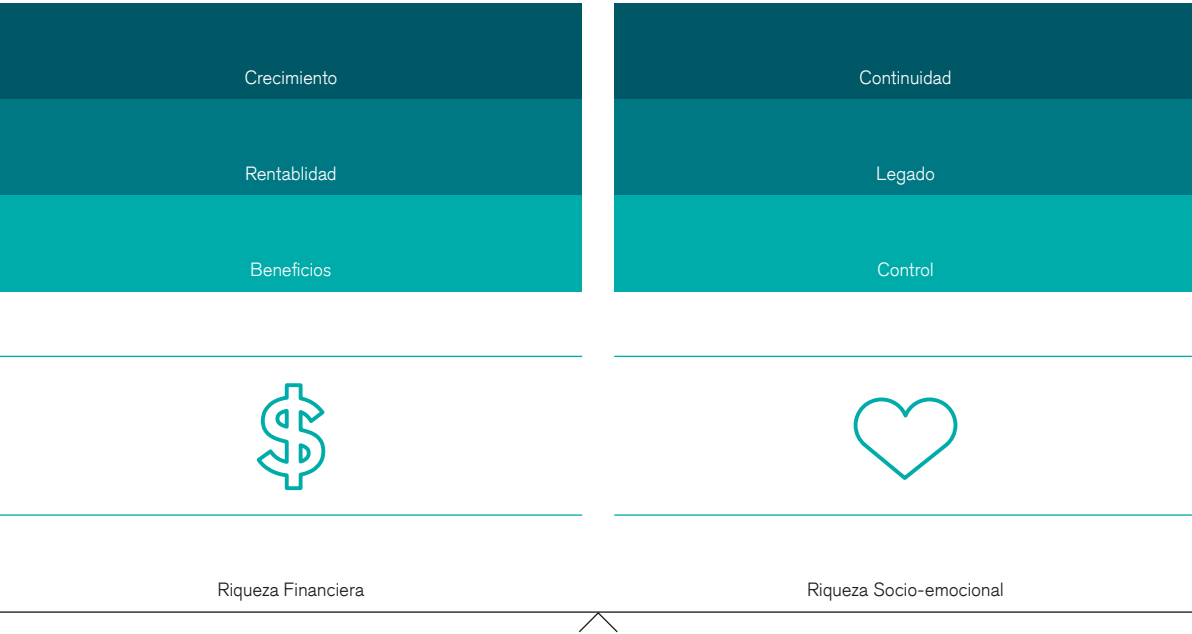 Crecimiento
Rentablidad
Beneficios
Riqueza Financiera
Continuidad
Legado
Control
Riqueza Socio-emocional